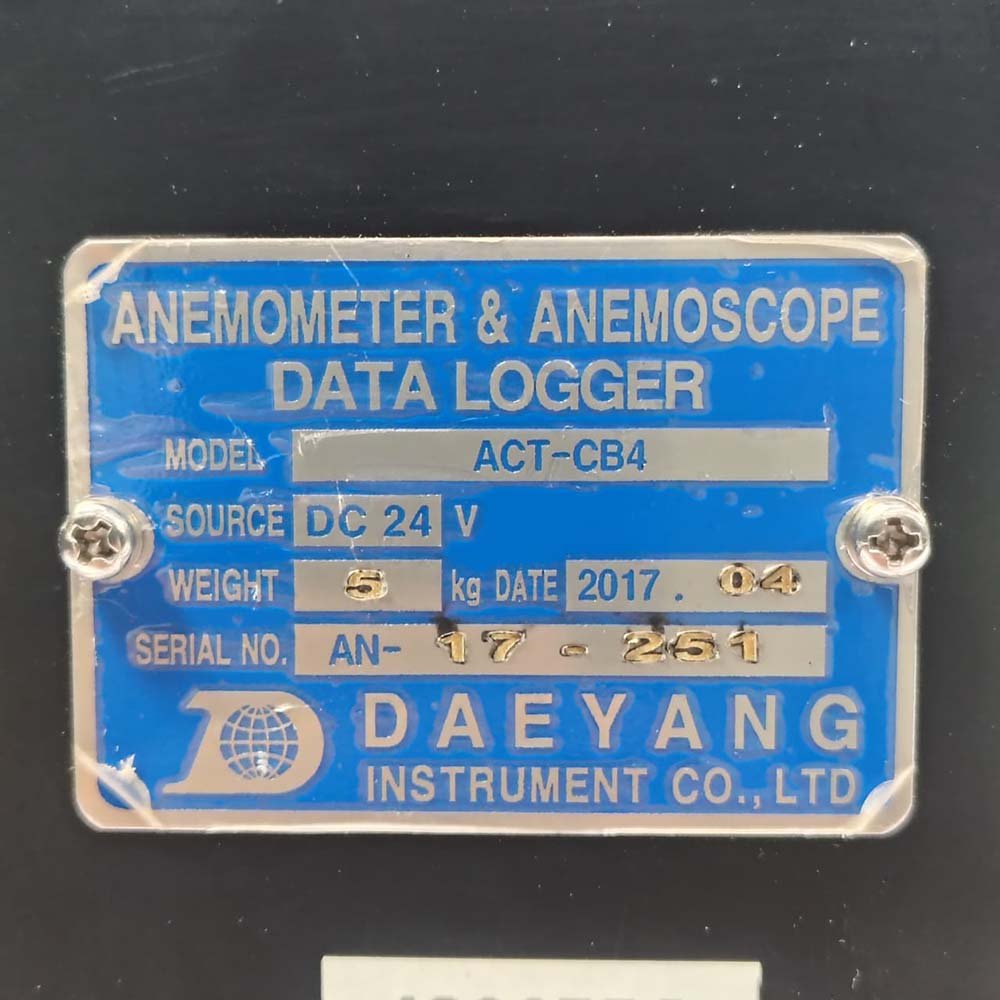 ANEMOMETER & ANEMOSCOPE
DATA LOGGER
MODEL ACT-CB4
SOURCE DC 24 V
WEIGHT 5 kg DATE 2017. 04
SERIAL NO. AN- 17 - 251
DAEYANG
INSTRUMENT CO., LTD